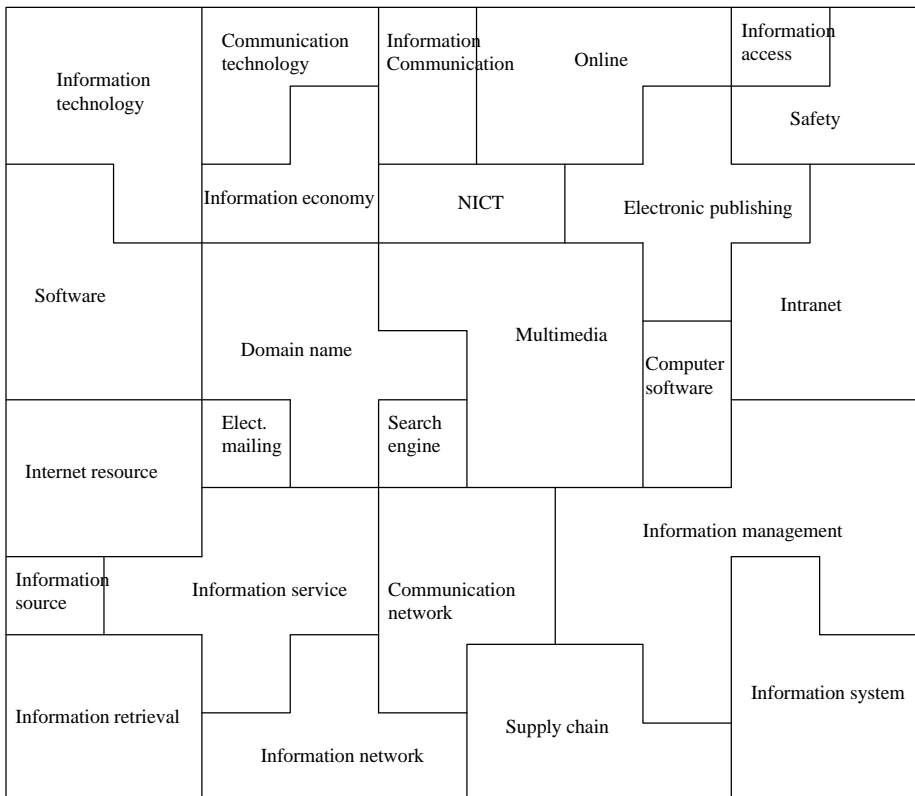 Information
technology
Communication
technology
Information
Communication
Online
Information
access
Safety
Information economy
NICT
Electronic publishing
Software
Domain name
Multimedia
Computer
software
Intranet
Elect.
mailing
Search
engine
Internet resource
Information management
Information
source
Information service
Communication
network
Information retrieval
Information network
Supply chain
Information system